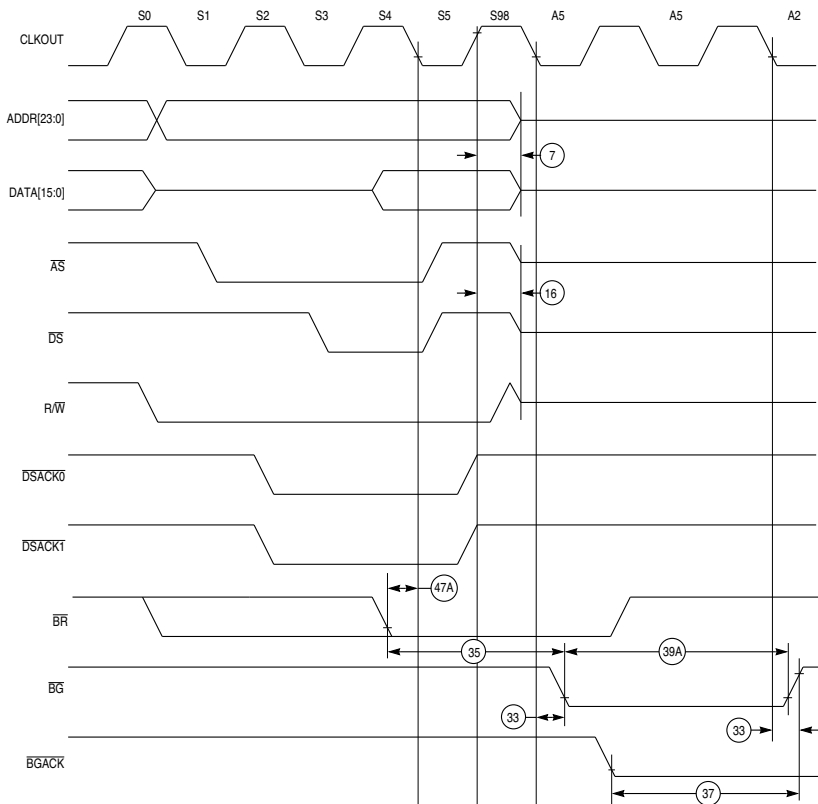 S0 S1 S2 S3 S4 S5 S98 A5 A5 A2
CLKOUT
ADDR[23:0]
7
DATA[15:0]
AS
16
DS
R/W
DSACK0
DSACK1
47A
BR
35 39A
BG
33 33
BGACK
37